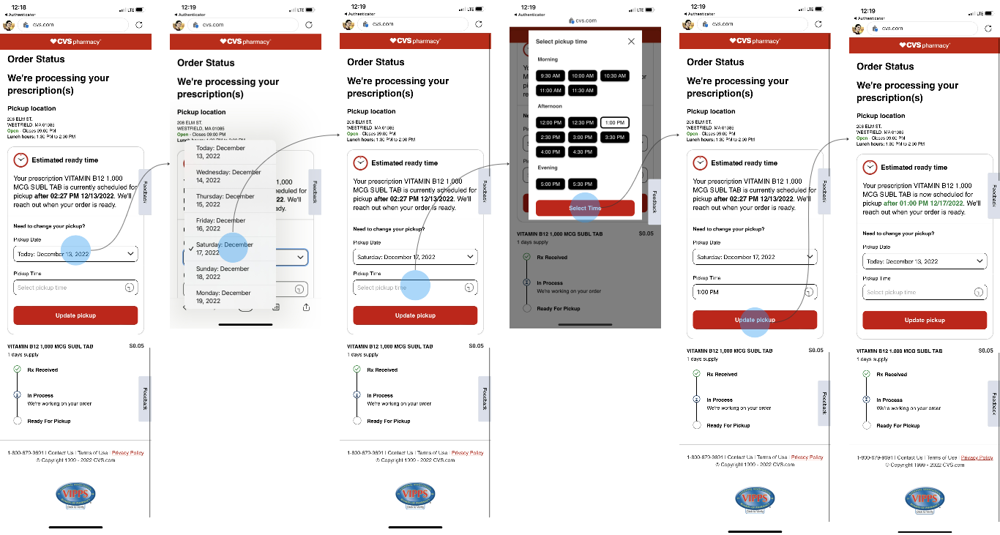 12:18
LTE
Authenticator
cvs.com
CVS pharmacy®
Order Status
We're processing your
prescription(s)
Pickup location
208 ELM ST.
WESTFIELD, MA 01085
Open - Closes 09:00 PM
Lunch hours: 1:30 PM to 2:00 PM
Estimated ready time
Your prescription VITAMIN B12 1,000
MCG SUBL TAB is currently scheduled for
pickup after 02:27 PM 12/13/2022. We'll
reach out when your order is ready.
Need to change your pickup?
Pickup Date
Today: December 13, 2022
Pickup Time
Select pickup time
Update pickup
Feedback
VITAMIN B12 1,000 MCG SUBL TAB $0.05
1 days supply
Rx Received
In Process
We're working on your order
Ready For Pickup
Feedback
1-800-679-9691 | Contact Us | Terms of Use | Privacy Policy
© Copyright 1999 - 2022 CVS.com
VIPPS
Click to Verify
12:19
LTE
Authenticator
cvs.com
CVS pharmacy®
Order Status
We're processing your
prescription(s)
Pickup location
208 ELM ST.
WESTFIELD, MA 01085
Open - Closes 09:00 PM
Lunch hours: 1:30 PM to 2:00 PM
Today: December
13, 2022
Wednesday: December
14, 2022
Thursday: December
15, 2022
Friday: December
16, 2022
Saturday: December
17, 2022
Sunday: December
18, 2022
Monday: December
19, 2022
1,000
duled for
22. We'll
s.
Feedback
12:19
LTE
Authenticator
cvs.com
CVS pharmacy®
Order Status
We're processing your
prescription(s)
Pickup location
208 ELM ST.
WESTFIELD, MA 01085
Open - Closes 09:00 PM
Lunch hours: 1:30 PM to 2:00 PM
Estimated ready time
Your prescription VITAMIN B12 1,000
MCG SUBL TAB is currently scheduled for
pickup after 02:27 PM 12/13/2022. We'll
reach out when your order is ready.
Need to change your pickup?
Pickup Date
Saturday: December 17, 2022
Pickup Time
Select pickup time
Update pickup
Feedback
VITAMIN B12 1,000 MCG SUBL TAB $0.05
1 days supply
Rx Received
In Process
We're working on your order
Ready For Pickup
Feedback
1-800-679-9691 | Contact Us | Terms of Use | Privacy Policy
© Copyright 1999 - 2022 CVS.com
VIPPS
Click to Verify
12:19
LTE
Authenticator
cvs.com
Select pickup time
Morning
9:30 AM 10:00 AM 10:30 AM
11:00 AM 11:30 AM
Afternoon
12:00 PM 12:30 PM 1:00 PM
2:30 PM 3:00 PM 3:30 PM
4:00 PM 4:30 PM
Evening
5:00 PM 5:30 PM
Select Time
Feedback
VITAMIN B12 1,000 MCG SUBL TAB $0.05
1 days supply
Rx Received
In Process
We're working on your order
Ready For Pickup
12:19
LTE
Authenticator
cvs.com
CVS pharmacy®
Order Status
We're processing your
prescription(s)
Pickup location
208 ELM ST.
WESTFIELD, MA 01085
Open - Closes 09:00 PM
Lunch hours: 1:30 PM to 2:00 PM
Estimated ready time
Your prescription VITAMIN B12 1,000
MCG SUBL TAB is currently scheduled for
pickup after 02:27 PM 12/13/2022. We'll
reach out when your order is ready.
Need to change your pickup?
Pickup Date
Saturday: December 17, 2022
Pickup Time
1:00 PM
Update pickup
Feedback
VITAMIN B12 1,000 MCG SUBL TAB $0.05
1 days supply
Rx Received
In Process
We're working on your order
Ready For Pickup
Feedback
1-800-679-9691 | Contact Us | Terms of Use | Privacy Policy
© Copyright 1999 - 2022 CVS.com
VIPPS
Click to Verify
12:19
LTE
Authenticator
cvs.com
CVS pharmacy®
Order Status
We're processing your
prescription(s)
Pickup location
208 ELM ST.
WESTFIELD, MA 01085
Open - Closes 09:00 PM
Lunch hours: 1:30 PM to 2:00 PM
Estimated ready time
Your prescription VITAMIN B12 1,000
MCG SUBL TAB is now scheduled for
pickup after 01:00 PM 12/17/2022. We'll
reach out when your order is ready.
Need to change your pickup?
Pickup Date
Today: December 13, 2022
Pickup Time
Select pickup time
Update pickup
Feedback
VITAMIN B12 1,000 MCG SUBL TAB $0.05
1 days supply
Rx Received
In Process
We're working on your order
Ready For Pickup
Feedback
1-800-679-9691 | Contact Us | Terms of Use | Privacy Policy
© Copyright 1999 - 2022 CVS.com
VIPPS
Click to Verify